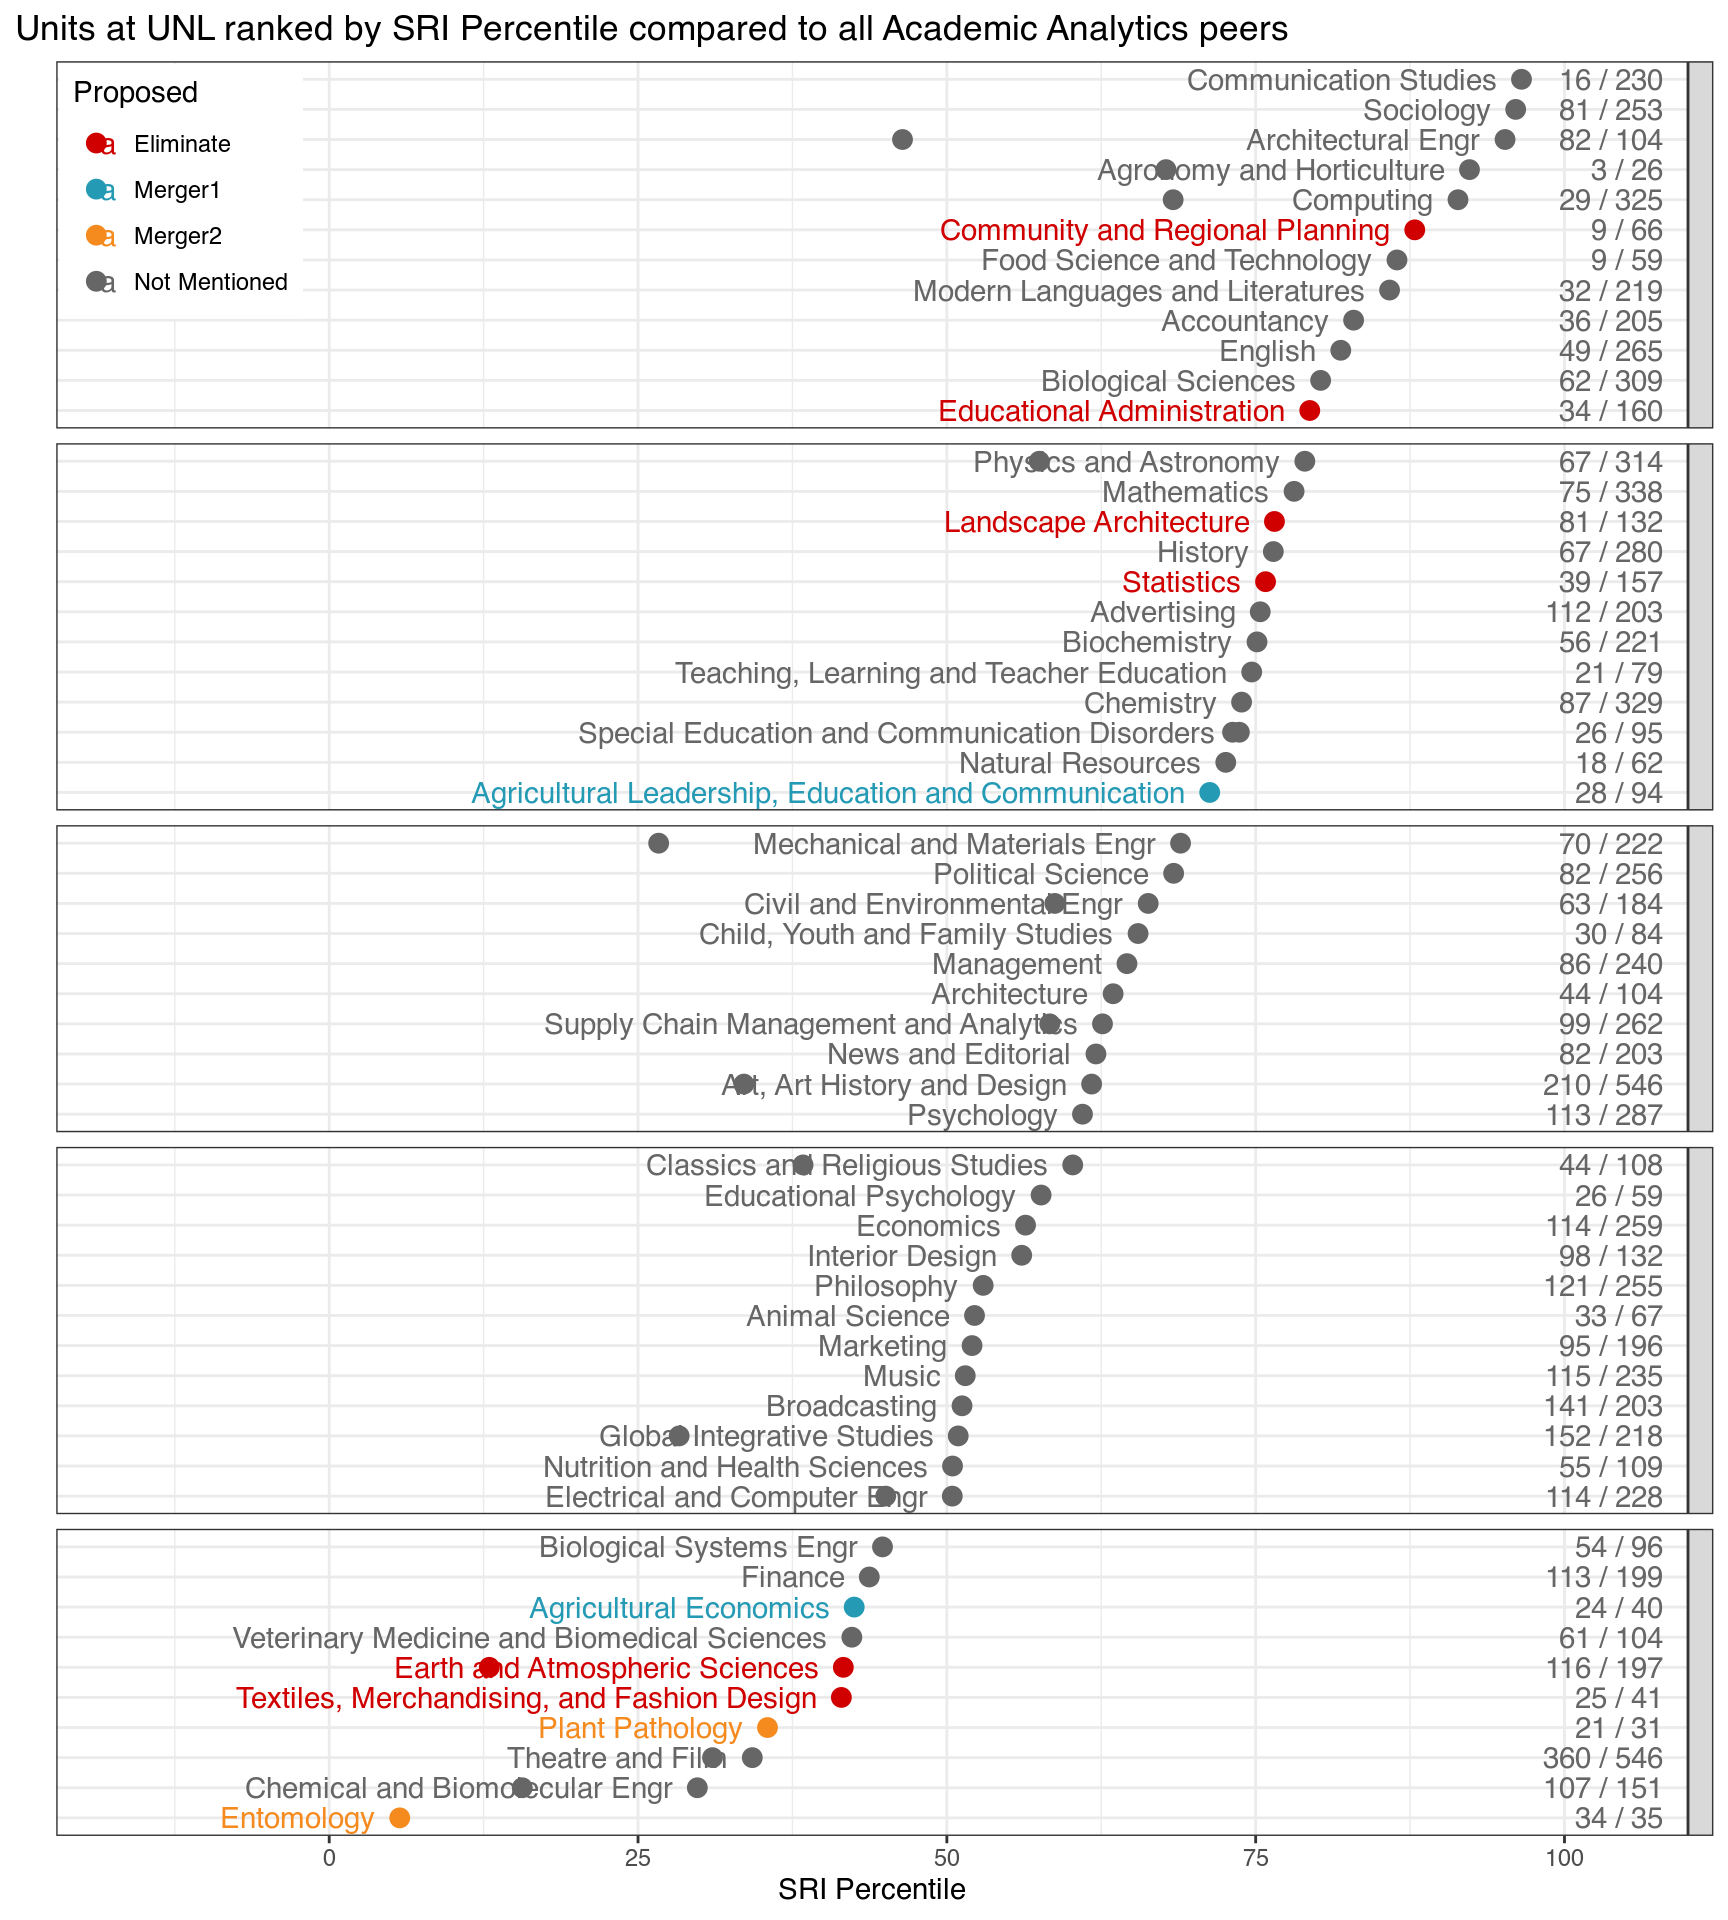 Units at UNL ranked by SRI Percentile compared to all Academic Analytics peers
Proposed
a Eliminate
a Merger1
a Merger2
a Not Mentioned
Communication Studies 16 / 230
Sociology 81 / 253
Architectural Engr 82 / 104
Agronomy and Horticulture 3 / 26
Computing 29 / 325
Community and Regional Planning 9 / 66
Food Science and Technology 9 / 59
Modern Languages and Literatures 32 / 219
Accountancy 36 / 205
English 49 / 265
Biological Sciences 62 / 309
Educational Administration 34 / 160
Physics and Astronomy 67 / 314
Mathematics 75 / 338
Landscape Architecture 81 / 132
History 67 / 280
Statistics 39 / 157
Advertising 112 / 203
Biochemistry 56 / 221
Teaching, Learning and Teacher Education 21 / 79
Chemistry 87 / 329
Special Education and Communication Disorders 26 / 95
Natural Resources 18 / 62
Agricultural Leadership, Education and Communication 28 / 94
Mechanical and Materials Engr 70 / 222
Political Science 82 / 256
Civil and Environmental Engr 63 / 184
Child, Youth and Family Studies 30 / 84
Management 86 / 240
Architecture 44 / 104
Supply Chain Management and Analytics 99 / 262
News and Editorial 82 / 203
Art, Art History and Design 210 / 546
Psychology 113 / 287
Classics and Religious Studies 44 / 108
Educational Psychology 26 / 59
Economics 114 / 259
Interior Design 98 / 132
Philosophy 121 / 255
Animal Science 33 / 67
Marketing 95 / 196
Music 115 / 235
Broadcasting 141 / 203
Global Integrative Studies 152 / 218
Nutrition and Health Sciences 55 / 109
Electrical and Computer Engr 114 / 228
Biological Systems Engr 54 / 96
Finance 113 / 199
Agricultural Economics 24 / 40
Veterinary Medicine and Biomedical Sciences 61 / 104
Earth and Atmospheric Sciences 116 / 197
Textiles, Merchandising, and Fashion Design 25 / 41
Plant Pathology 21 / 31
Theatre and Film 360 / 546
Chemical and Biomolecular Engr 107 / 151
Entomology 34 / 35
0 25 50 75 100
SRI Percentile